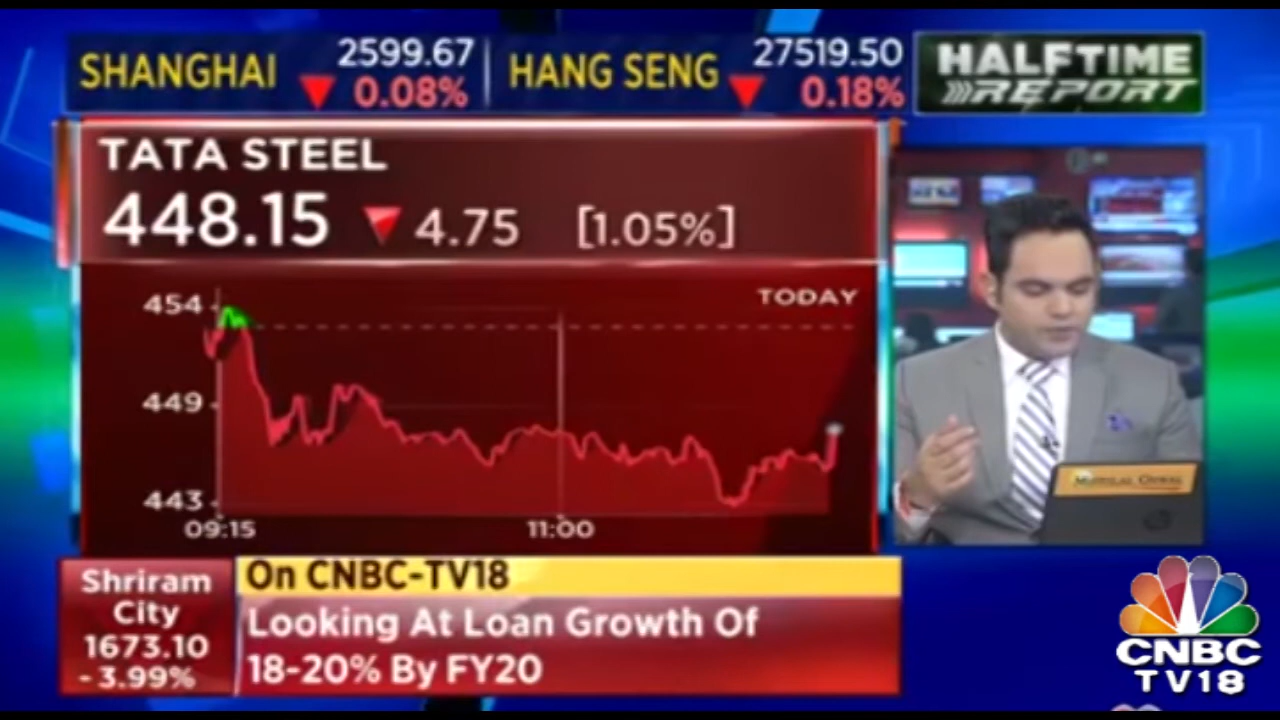 SHANGHAI
2599.67
0.08%
HANG SENG
27519.50
0.18%
HALFTIME
REPORT
TATA STEEL
448.15 4.75 [1.05%]
TODAY
454
449
443
09:15 11:00
Shriram
City
1673.10
-3.99%
On CNBC-TV18
Looking At Loan Growth Of
18-20% By FY20
CNBC
TV18